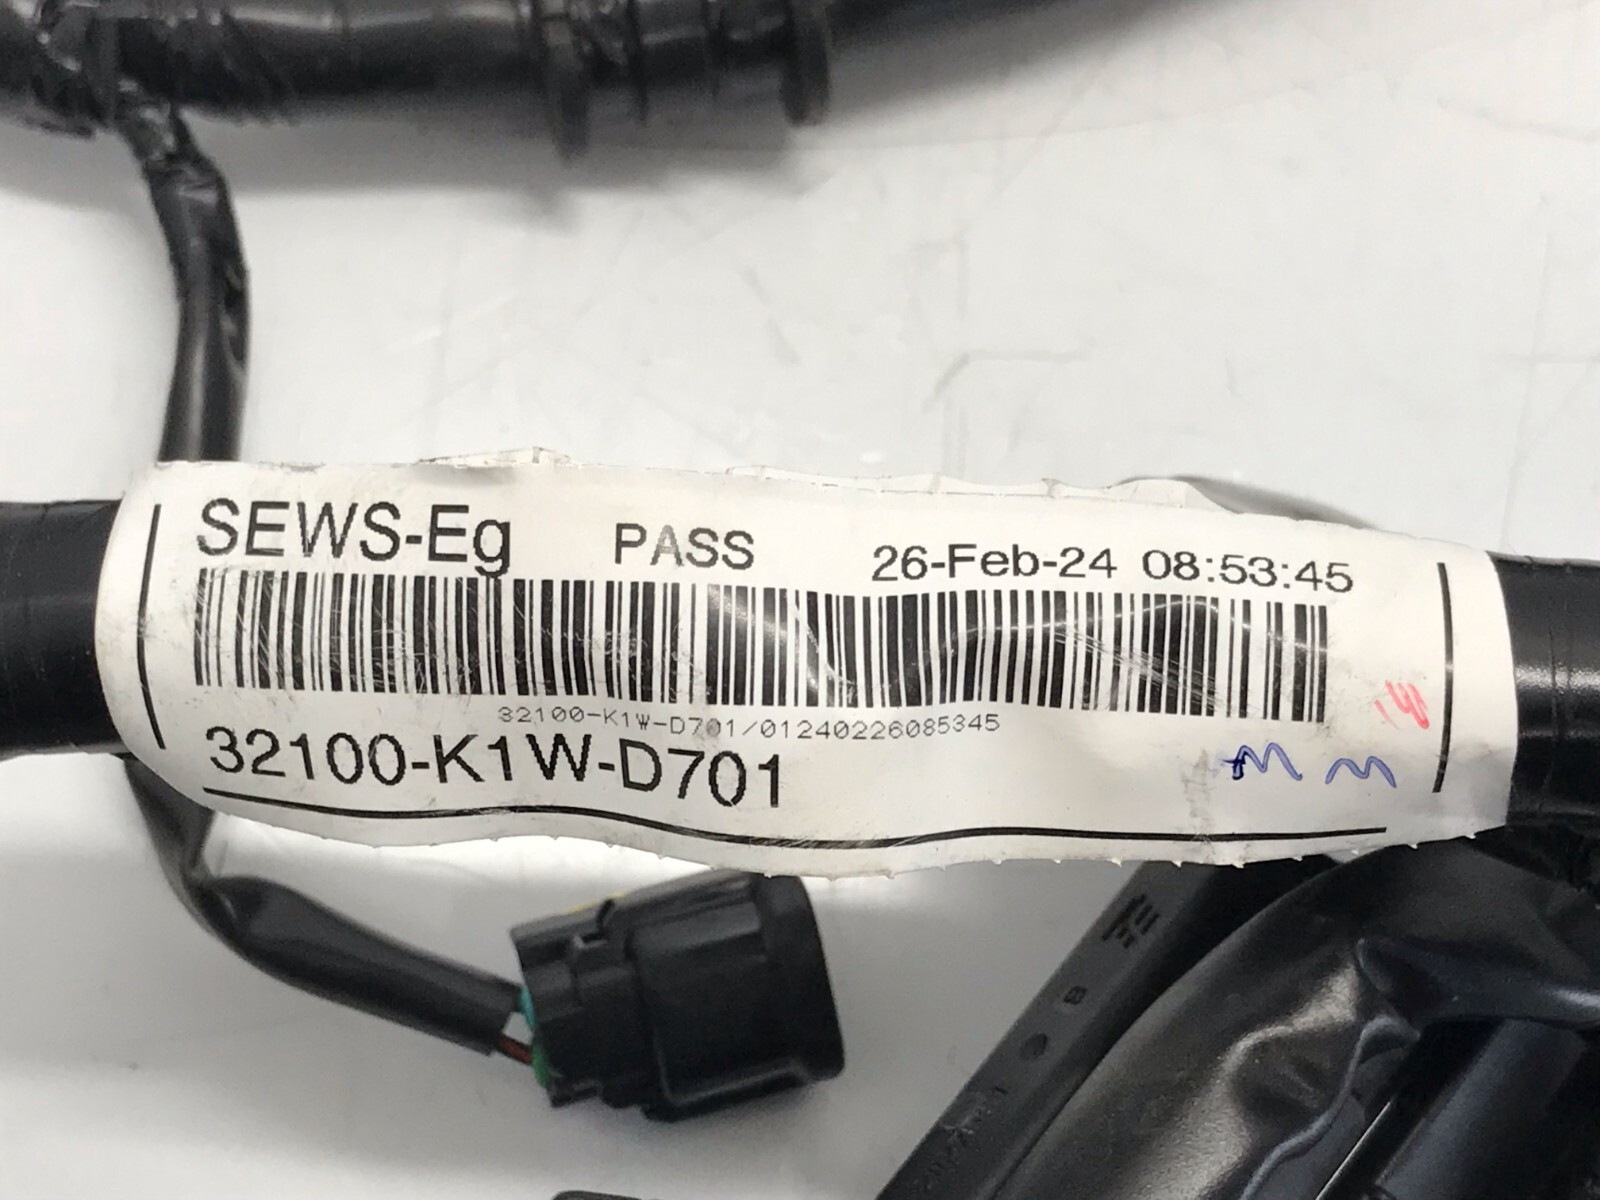 SEWS-Eg PASS 26-Feb-24 08:53:45
32100-K1W-D701/01240226085345
32100-K1W-D701